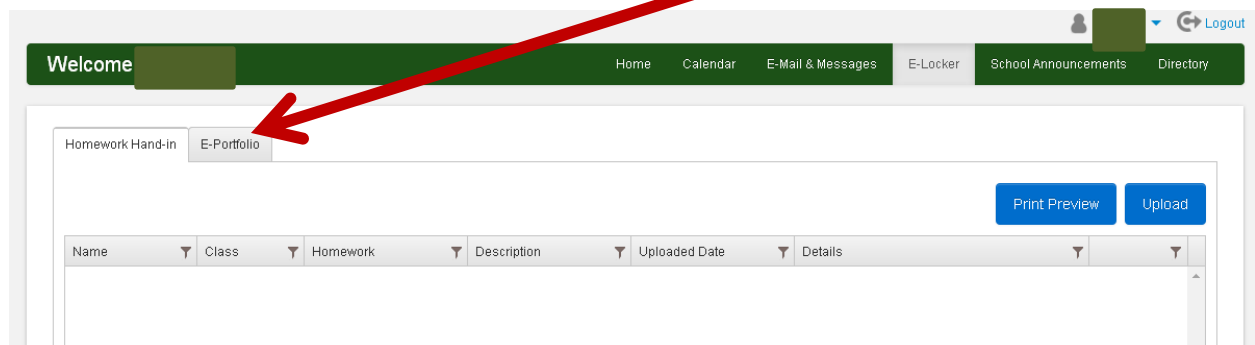 Logout
Welcome Home Calendar E-Mail & Messages E-Locker School Announcements Directory
Homework Hand-in E-Portfolio
Print Preview Upload
Name Class Homework Description Uploaded Date Details